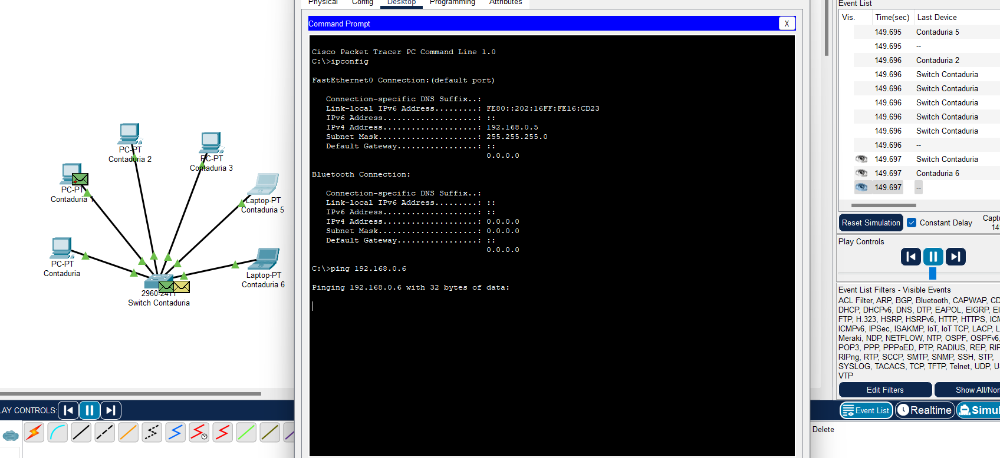 Physical
Config
Desktop
Programming
Attributes
Command Prompt
X
Cisco Packet Tracer PC Command Line 1.0
C:\>ipconfig
FastEthernet0 Connection:(default port)
Connection-specific DNS Suffix..:
Link-local IPv6 Address.........: FE80::202:16FF:FE16:CD23
IPv6 Address....................: ::
IPv4 Address....................: 192.168.0.5
Subnet Mask.....................: 255.255.255.0
Default Gateway.................: ::
0.0.0.0
Bluetooth Connection:
Connection-specific DNS Suffix..:
Link-local IPv6 Address.........: ::
IPv6 Address....................: ::
IPv4 Address....................: 0.0.0.0
Subnet Mask.....................: 0.0.0.0
Default Gateway.................: ::
0.0.0.0
C:\>ping 192.168.0.6
Pinging 192.168.0.6 with 32 bytes of data:
PC-PT
Contaduria 2
PC-PT
Contaduria 3
PC-PT
Contaduria 1
Laptop-PT
Contaduria 5
PC-PT
Contaduria
Laptop-PT
Contaduria 6
2960-24TT
Switch Contaduria
LAY CONTROLS:
Event List
Vis. Time(sec) Last Device
149.695 Contaduria 5
149.695 --
149.696 Contaduria 2
149.696 Switch Contaduria
149.696 Switch Contaduria
149.696 Switch Contaduria
149.696 Switch Contaduria
149.696 Switch Contaduria
149.696 --
149.697 Switch Contaduria
149.697 Contaduria 6
149.697 --
Reset Simulation
Constant Delay
Captu
14
Play Controls
Event List Filters - Visible Events
ACL Filter, ARP, BGP, Bluetooth, CAPWAP, CD
DHCP, DHCPv6, DNS, DTP, EAPOL, EIGRP, EI
FTP, H.323, HSRP, HSRPv6, HTTP, HTTPS, ICM
ICMPv6, IPSec, ISAKMP, IoT, IoT TCP, LACP, L
Meraki, NDP, NETFLOW, NTP, OSPF, OSPFv6,
POP3, PPP, PPPoED, PTP, RADIUS, REP, RIP
RIPng, RTP, SCCP, SMTP, SNMP, SSH, STP,
SYSLOG, TACACS, TCP, TFTP, Telnet, UDP, U
VTP
Edit Filters
Show All/Non
Event List
Realtime
Simul
Delete